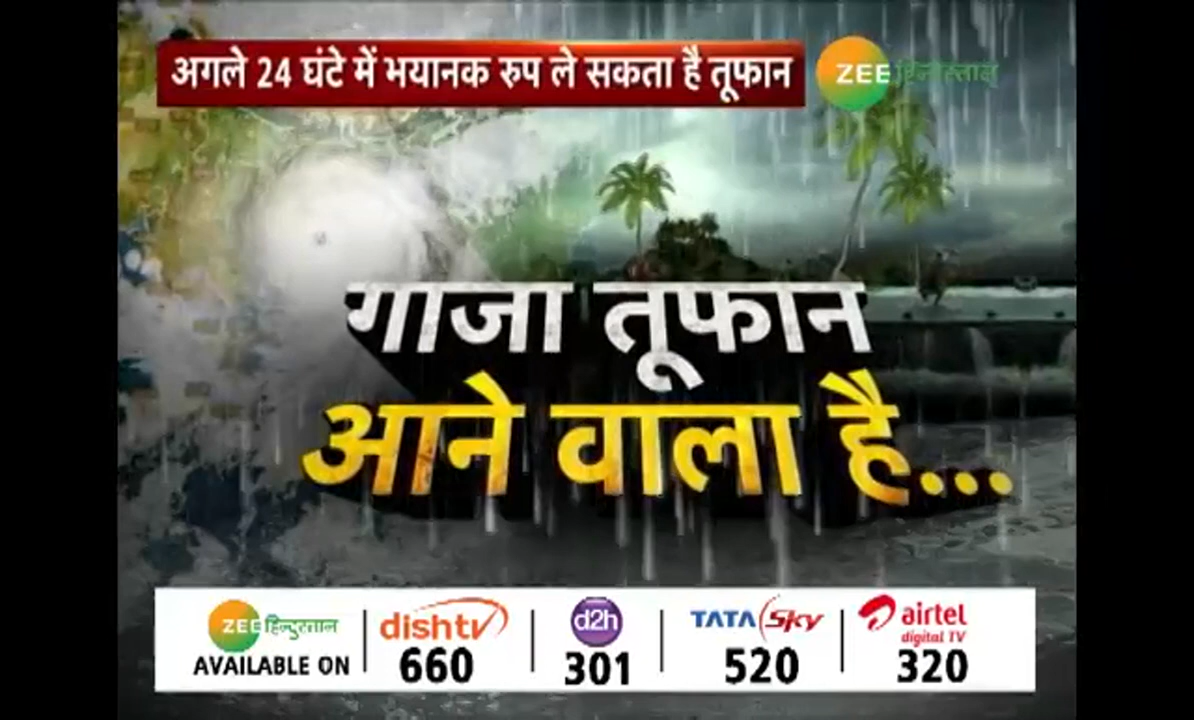 अगले 24 घंटे में भयानक रुप ले सकता है तूफान
ZEE हिन्दुस्तान
गाजा तूफान
आने वाला है...
ZEE हिन्दुस्तान dishtv d2h TATA Sky airtel digital TV
AVAILABLE ON 660 301 520 320